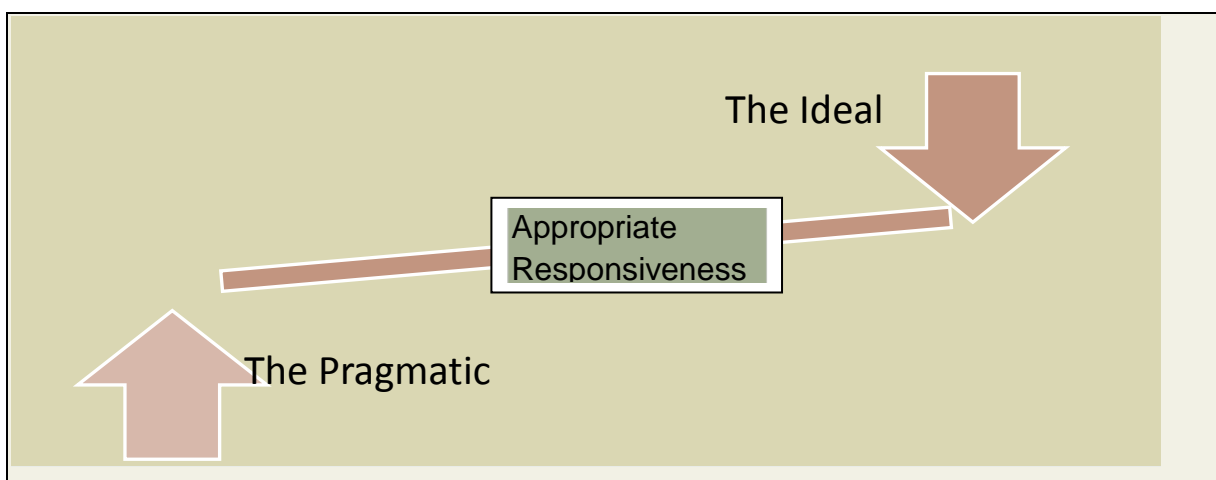 The Ideal
Appropriate
Responsiveness
The Pragmatic